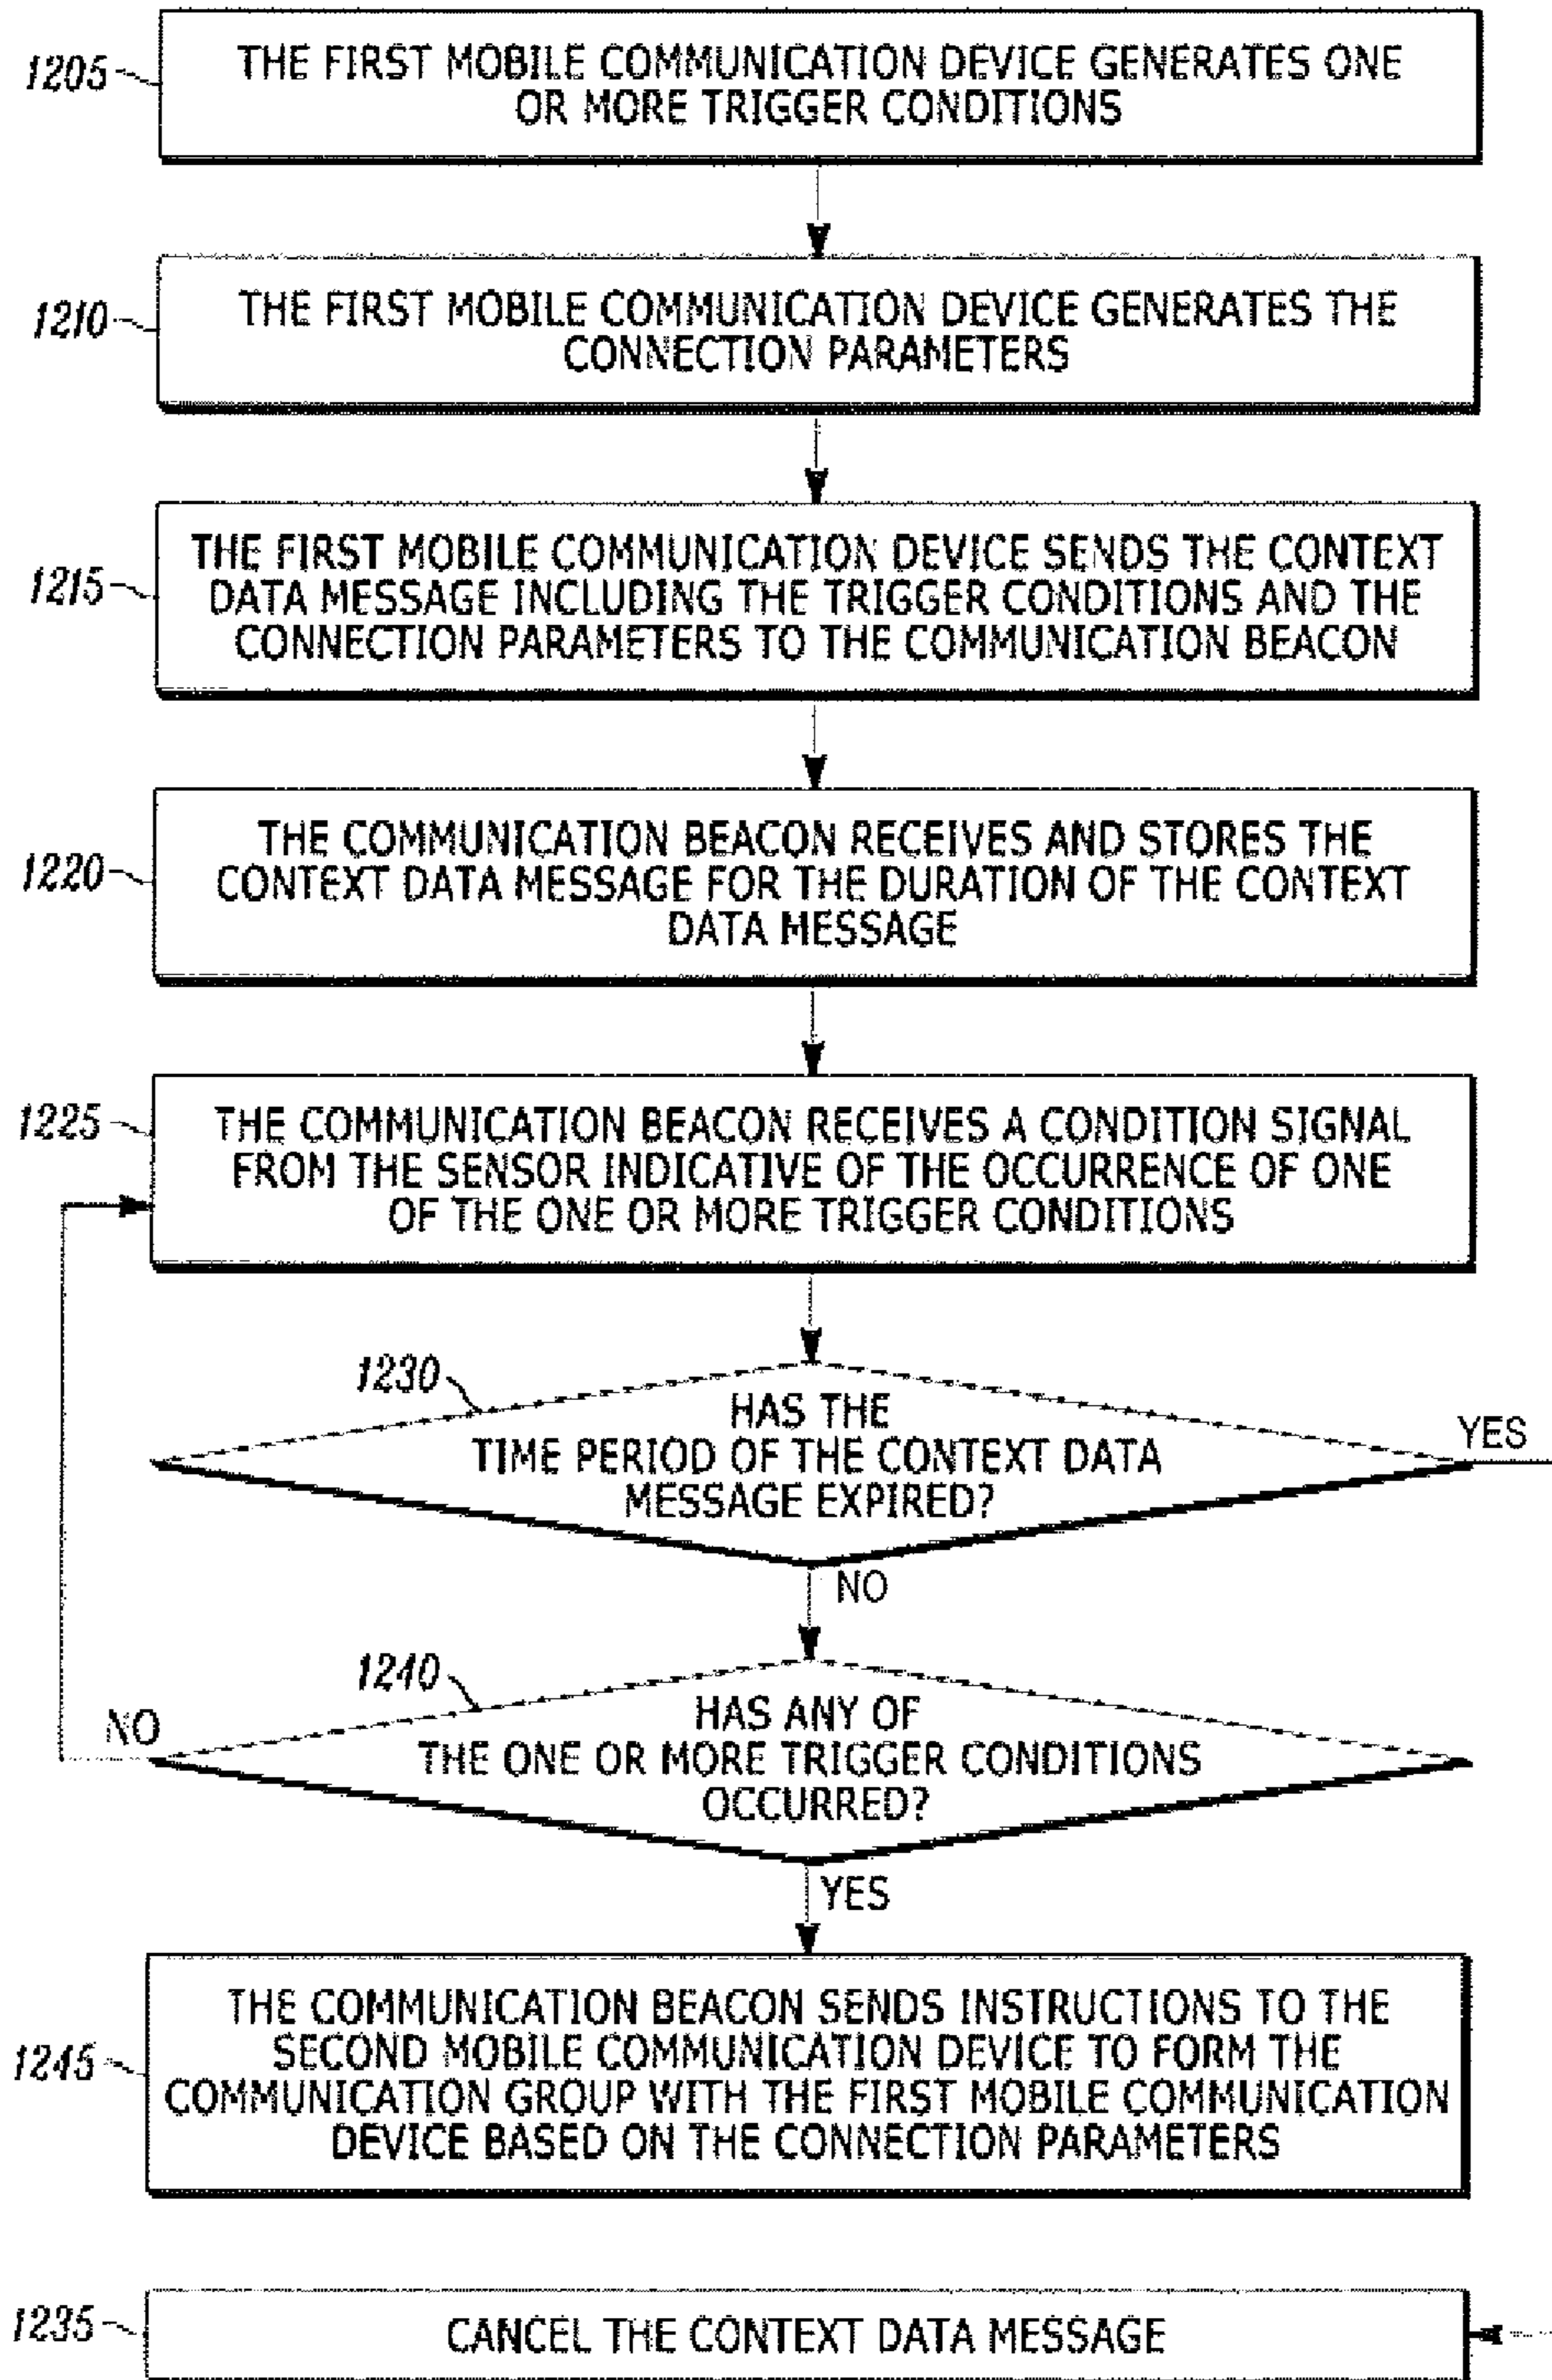 1205
THE FIRST MOBILE COMMUNICATION DEVICE GENERATES ONE
OR MORE TRIGGER CONDITIONS
1210
THE FIRST MOBILE COMMUNICATION DEVICE GENERATES THE
CONNECTION PARAMETERS
1215
THE FIRST MOBILE COMMUNICATION DEVICE SENDS THE CONTEXT
DATA MESSAGE INCLUDING THE TRIGGER CONDITIONS AND THE
CONNECTION PARAMETERS TO THE COMMUNICATION BEACON
1220
THE COMMUNICATION BEACON RECEIVES AND STORES THE
CONTEXT DATA MESSAGE FOR THE DURATION OF THE CONTEXT
DATA MESSAGE
1225
THE COMMUNICATION BEACON RECEIVES A CONDITION SIGNAL
FROM THE SENSOR INDICATIVE OF THE OCCURRENCE OF ONE
OF THE ONE OR MORE TRIGGER CONDITIONS
1230
HAS THE
TIME PERIOD OF THE CONTEXT DATA
MESSAGE EXPIRED?
YES
NO
1240
HAS ANY OF
THE ONE OR MORE TRIGGER CONDITIONS
OCCURRED?
NO
YES
1245
THE COMMUNICATION BEACON SENDS INSTRUCTIONS TO THE
SECOND MOBILE COMMUNICATION DEVICE TO FORM THE
COMMUNICATION GROUP WITH THE FIRST MOBILE COMMUNICATION
DEVICE BASED ON THE CONNECTION PARAMETERS
1235
CANCEL THE CONTEXT DATA MESSAGE